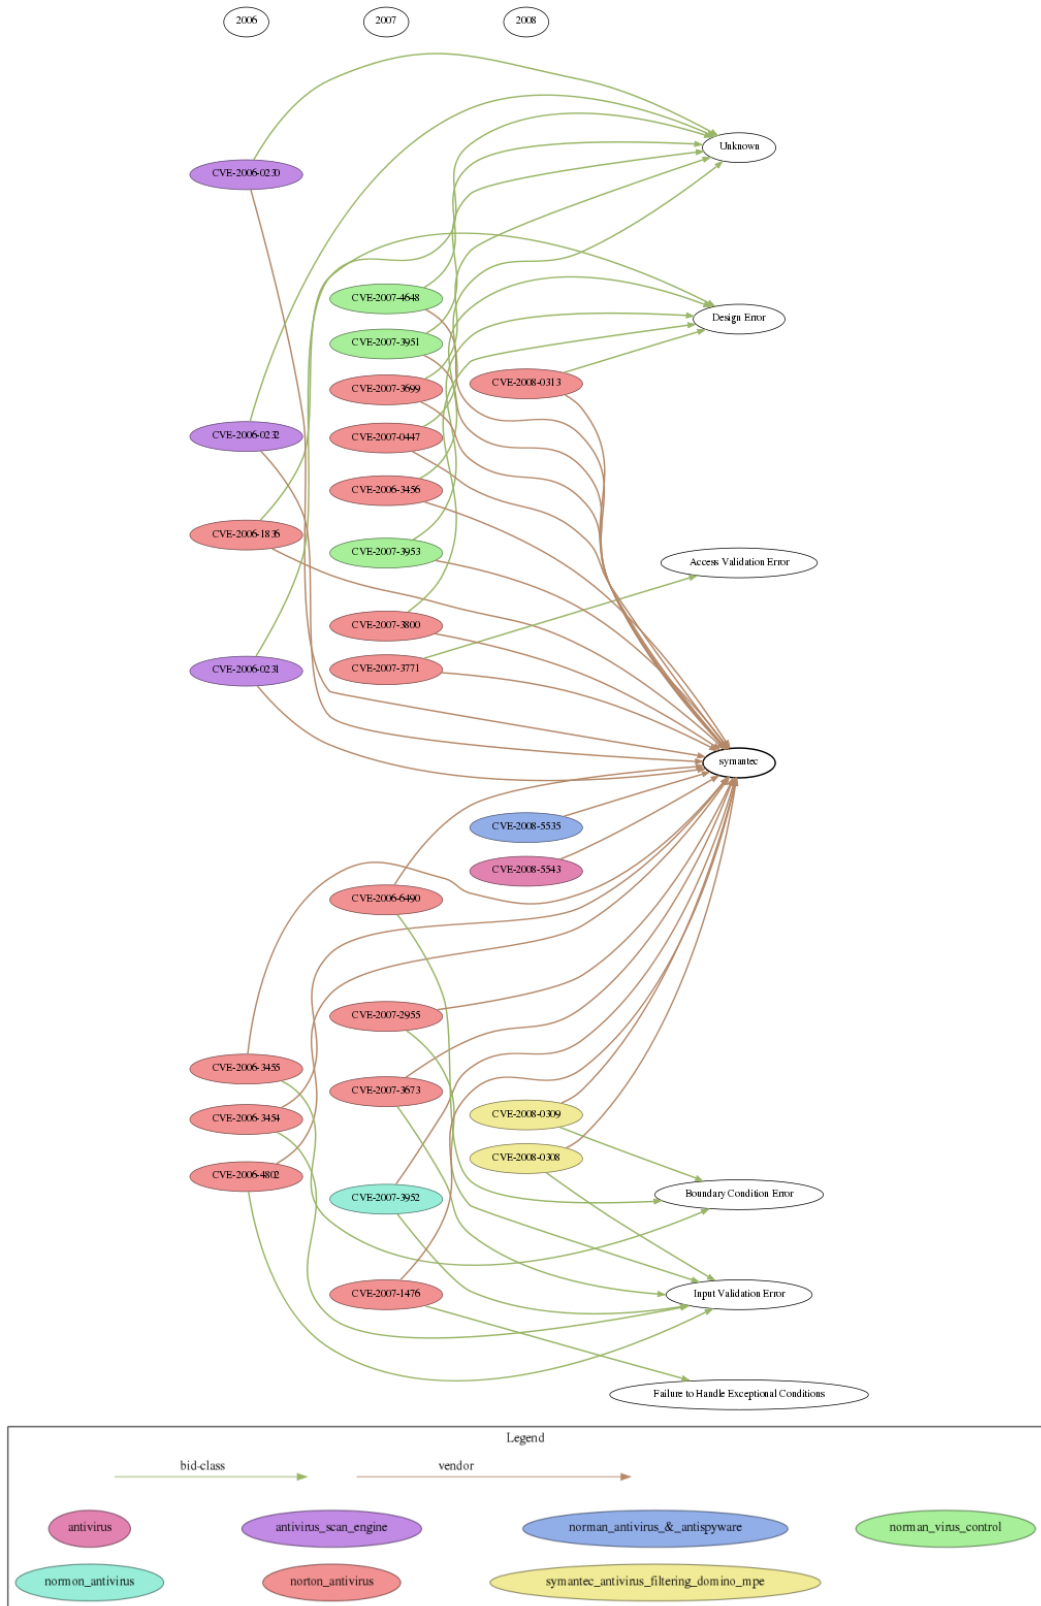 2006 2007 2008
Unknown
CVE-2006-0230
CVE-2007-4648
Design Error
CVE-2007-3951
CVE-2008-0313
CVE-2007-3699
CVE-2006-0232
CVE-2007-0447
CVE-2006-3456
CVE-2006-1836
CVE-2007-3953
Access Validation Error
CVE-2007-3800
CVE-2007-3771
CVE-2006-0231
symantec
CVE-2008-5535
CVE-2008-5543
CVE-2006-6490
CVE-2007-2955
CVE-2006-3455
CVE-2007-3673
CVE-2008-0309
CVE-2006-3454
CVE-2008-0308
CVE-2006-4802
Boundary Condition Error
CVE-2007-3952
CVE-2007-1476
Input Validation Error
Failure to Handle Exceptional Conditions
Legend
bid-class vendor
antivirus antivirus_scan_engine norman_antivirus_&_antispyware norman_virus_control
normon_antivirus norton_antivirus symantec_antivirus_filtering_domino_mpe